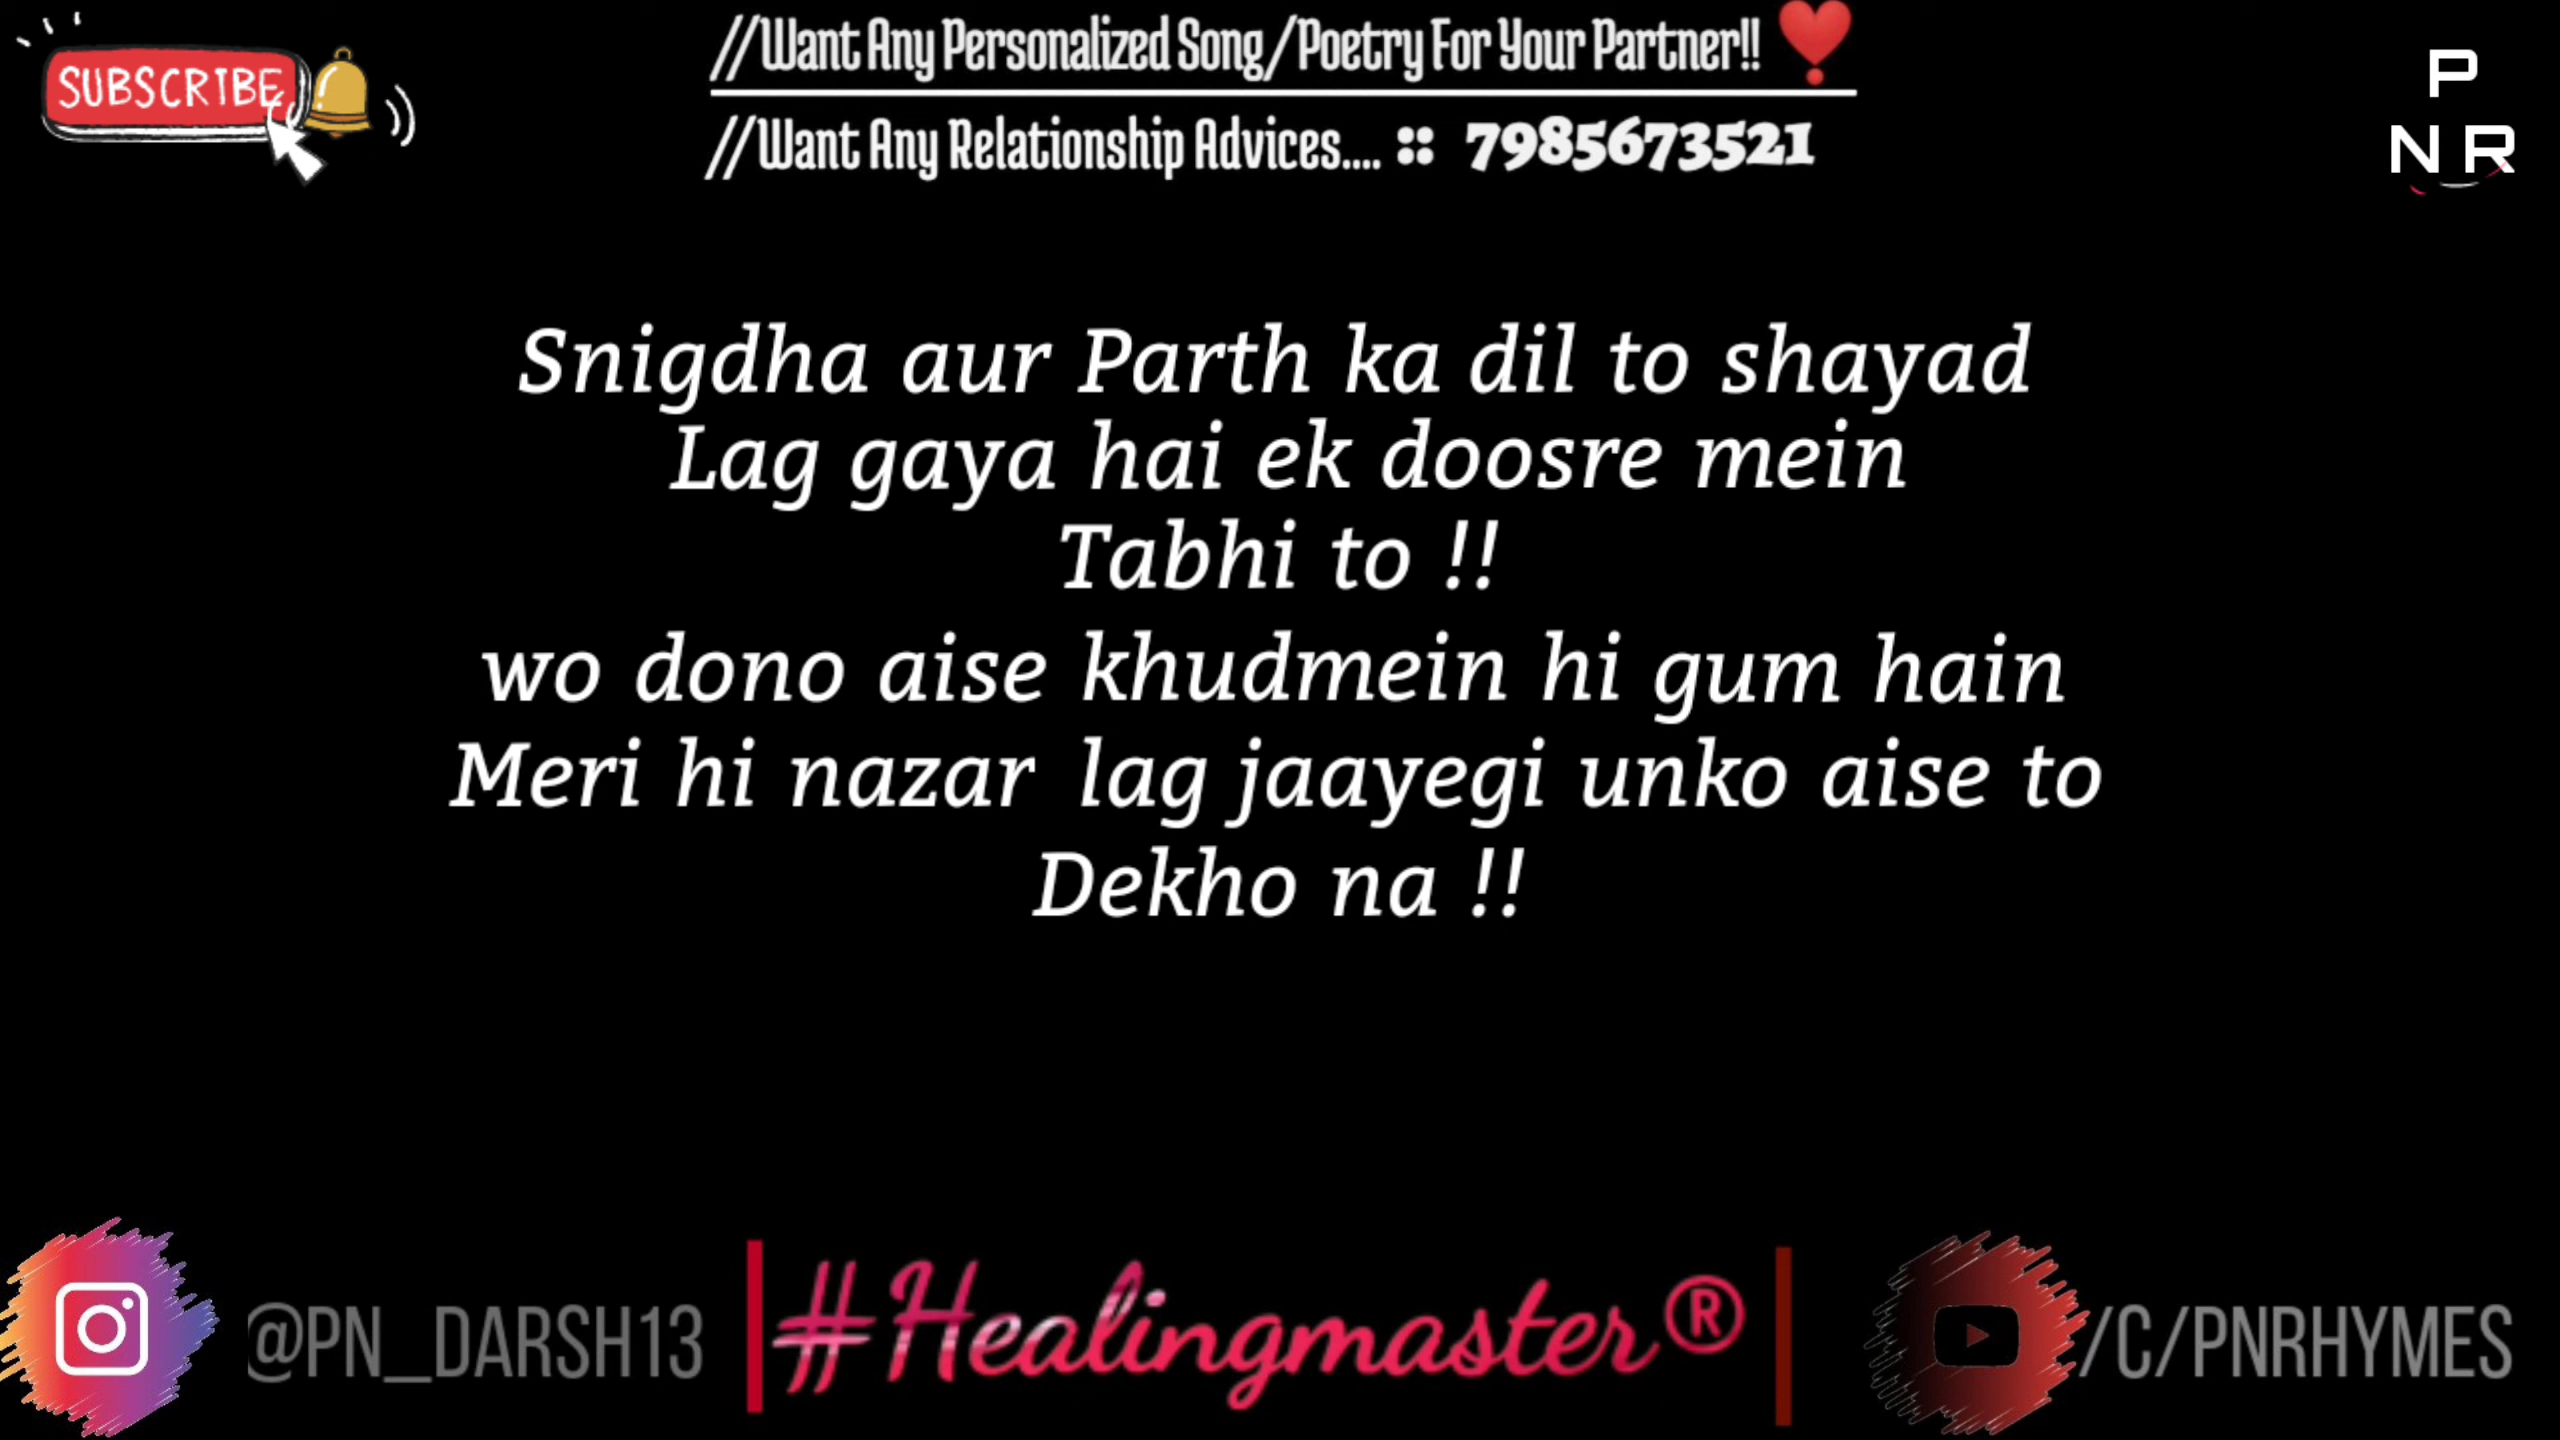 SUBSCRIBE
//Want Any Personalized Song/Poetry For Your Partner!! ❣️
//Want Any Relationship Advices.... :: 7985673521
P
NR
Snigdha aur Parth ka dil to shayad
Lag gaya hai ek doosre mein
Tabhi to !!
wo dono aise khudmein hi gum hain
Meri hi nazar lag jaayegi unko aise to
Dekho na !!
@PN_DARSH13
#Healingmaster®
/C/PNRHYMES